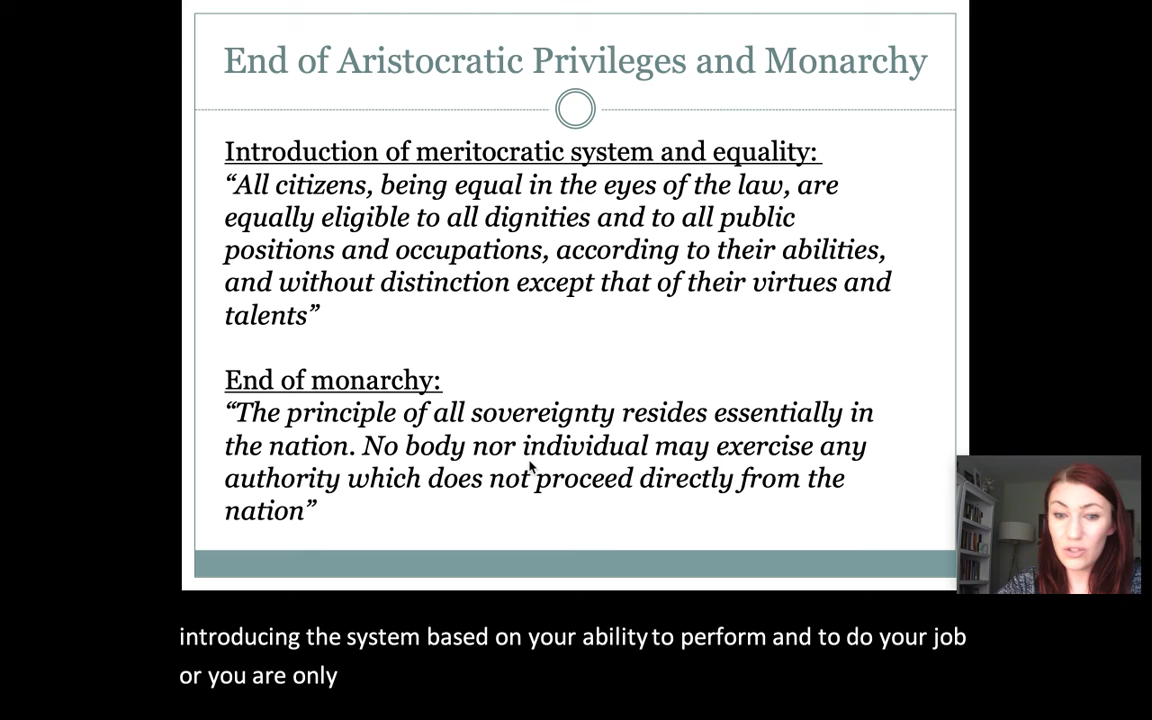 End of Aristocratic Privileges and Monarchy
Introduction of meritocratic system and equality:
“All citizens, being equal in the eyes of the law, are
equally eligible to all dignities and to all public
positions and occupations, according to their abilities,
and without distinction except that of their virtues and
talents”
End of monarchy:
“The principle of all sovereignty resides essentially in
the nation. No body nor individual may exercise any
authority which does not proceed directly from the
nation”
introducing the system based on your ability to perform and to do your job
or you are only